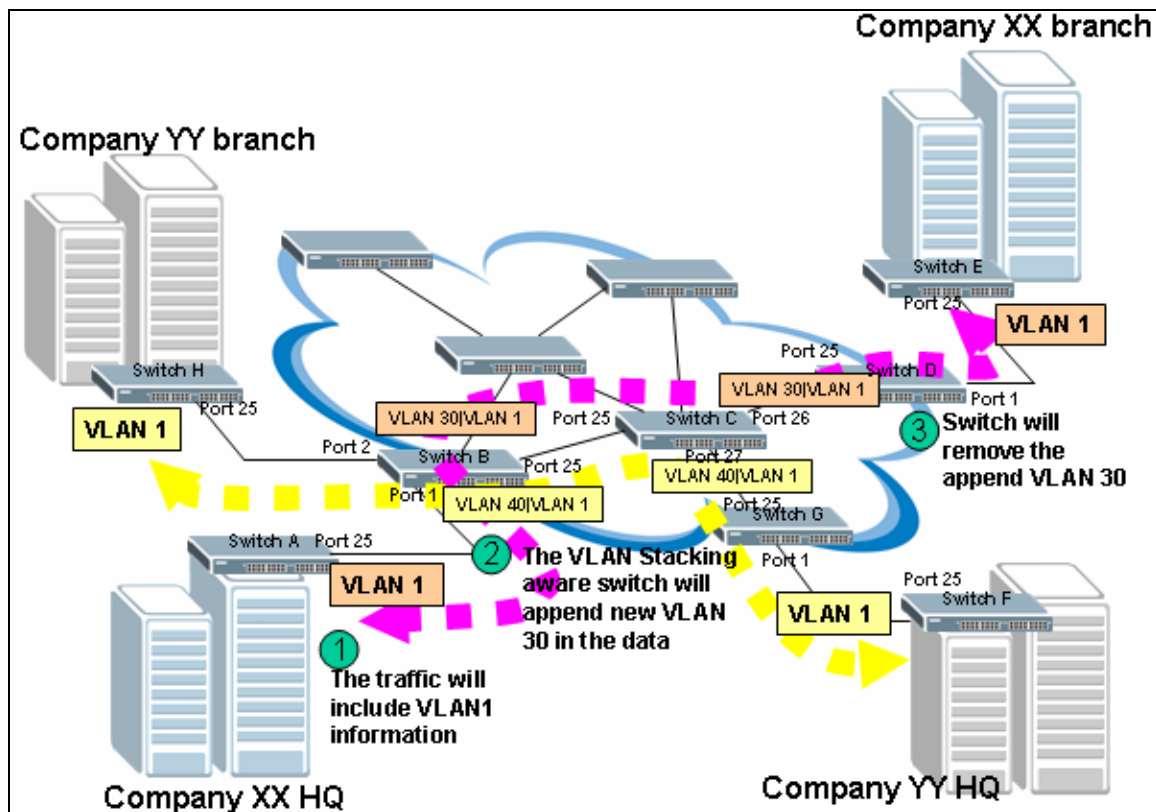 Company XX branch
Company YY branch
Switch E
Port 25
VLAN 1
Port 25
Switch H
Switch D
VLAN 30|VLAN 1
Port 25
Port 1
VLAN 1
VLAN 30|VLAN 1
Port 25
Switch C
Port 26
3
Switch will
remove the
append VLAN 30
Port 2
Switch B
Port 25
Port 27
VLAN 40|VLAN 1
Port 1
VLAN 40|VLAN 1
Port 25
Switch G
Switch A
Port 25
2
The VLAN Stacking
aware switch will
append new VLAN
30 in the data
Port 1
VLAN 1
Port 25
VLAN 1
Switch F
1
The traffic will
include VLAN1
information
Company XX HQ
Company YY HQ